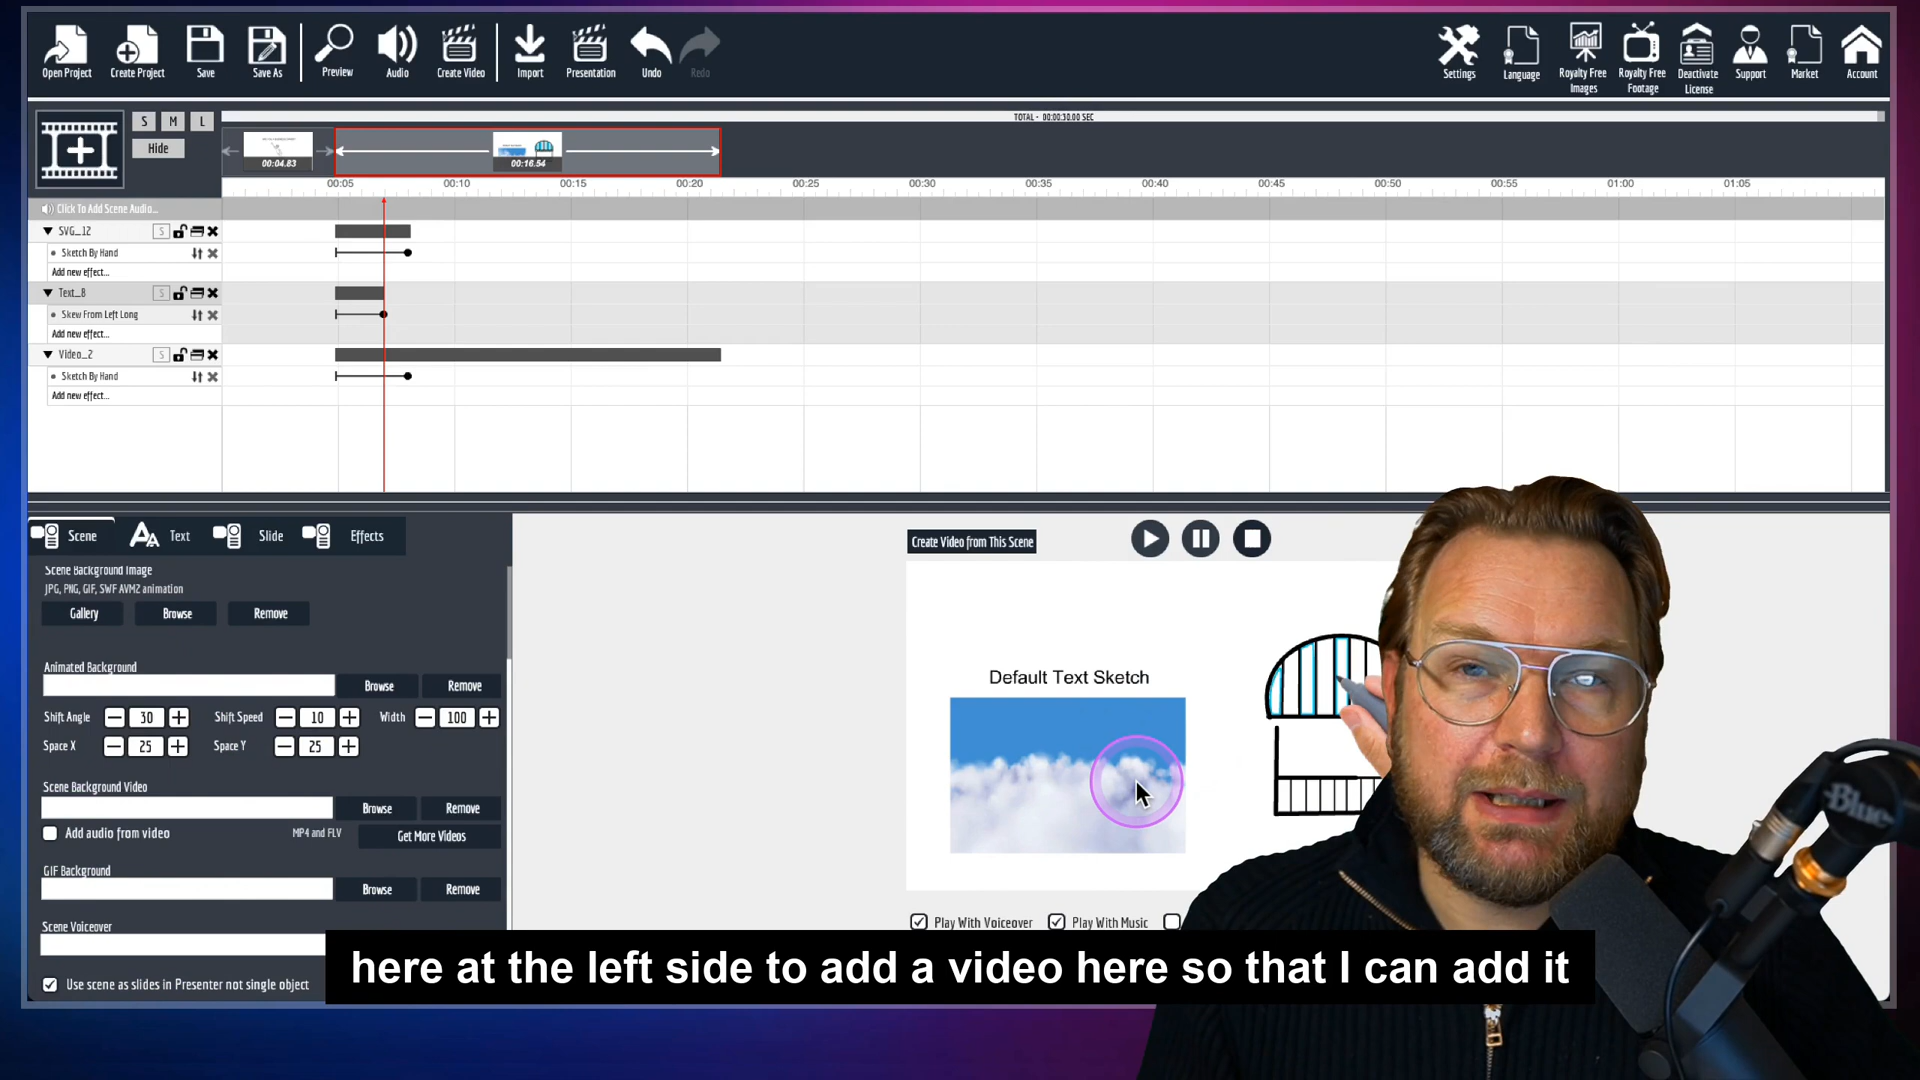 Open Project
Create Project
Save
Save As
Preview
Audio
Create Video
Import
Presentation
Undo
Redo
Settings
Language
Royalty Free Images
Royalty Free Footage
Deactivate License
Support
Market
Account
TOTAL - 00:00:30.00 SEC
S M L
Hide
00:04.83
00:16.54
00:05 00:10 00:15 00:20 00:25 00:30 00:35 00:40 00:45 00:50 00:55 01:00 01:05
Click To Add Scene Audio...
SVG_12 S
Sketch By Hand
Add new effect...
Text_8 S
Skew From Left Long
Add new effect...
Video_2 S
Sketch By Hand
Add new effect...
Scene Text Slide Effects
Scene Background Image
JPG, PNG, GIF, SWF AVM2 animation
Gallery Browse Remove
Animated Background
Browse Remove
Shift Angle 30 Shift Speed 10 Width 100
Space X 25 Space Y 25
Scene Background Video
Browse Remove
Add audio from video MP4 and FLV Get More Videos
GIF Background
Browse Remove
Scene Voiceover
Use scene as slides in Presenter not single object
Create Video from This Scene
Default Text Sketch
Play With Voiceover Play With Music
here at the left side to add a video here so that I can add it
Blue